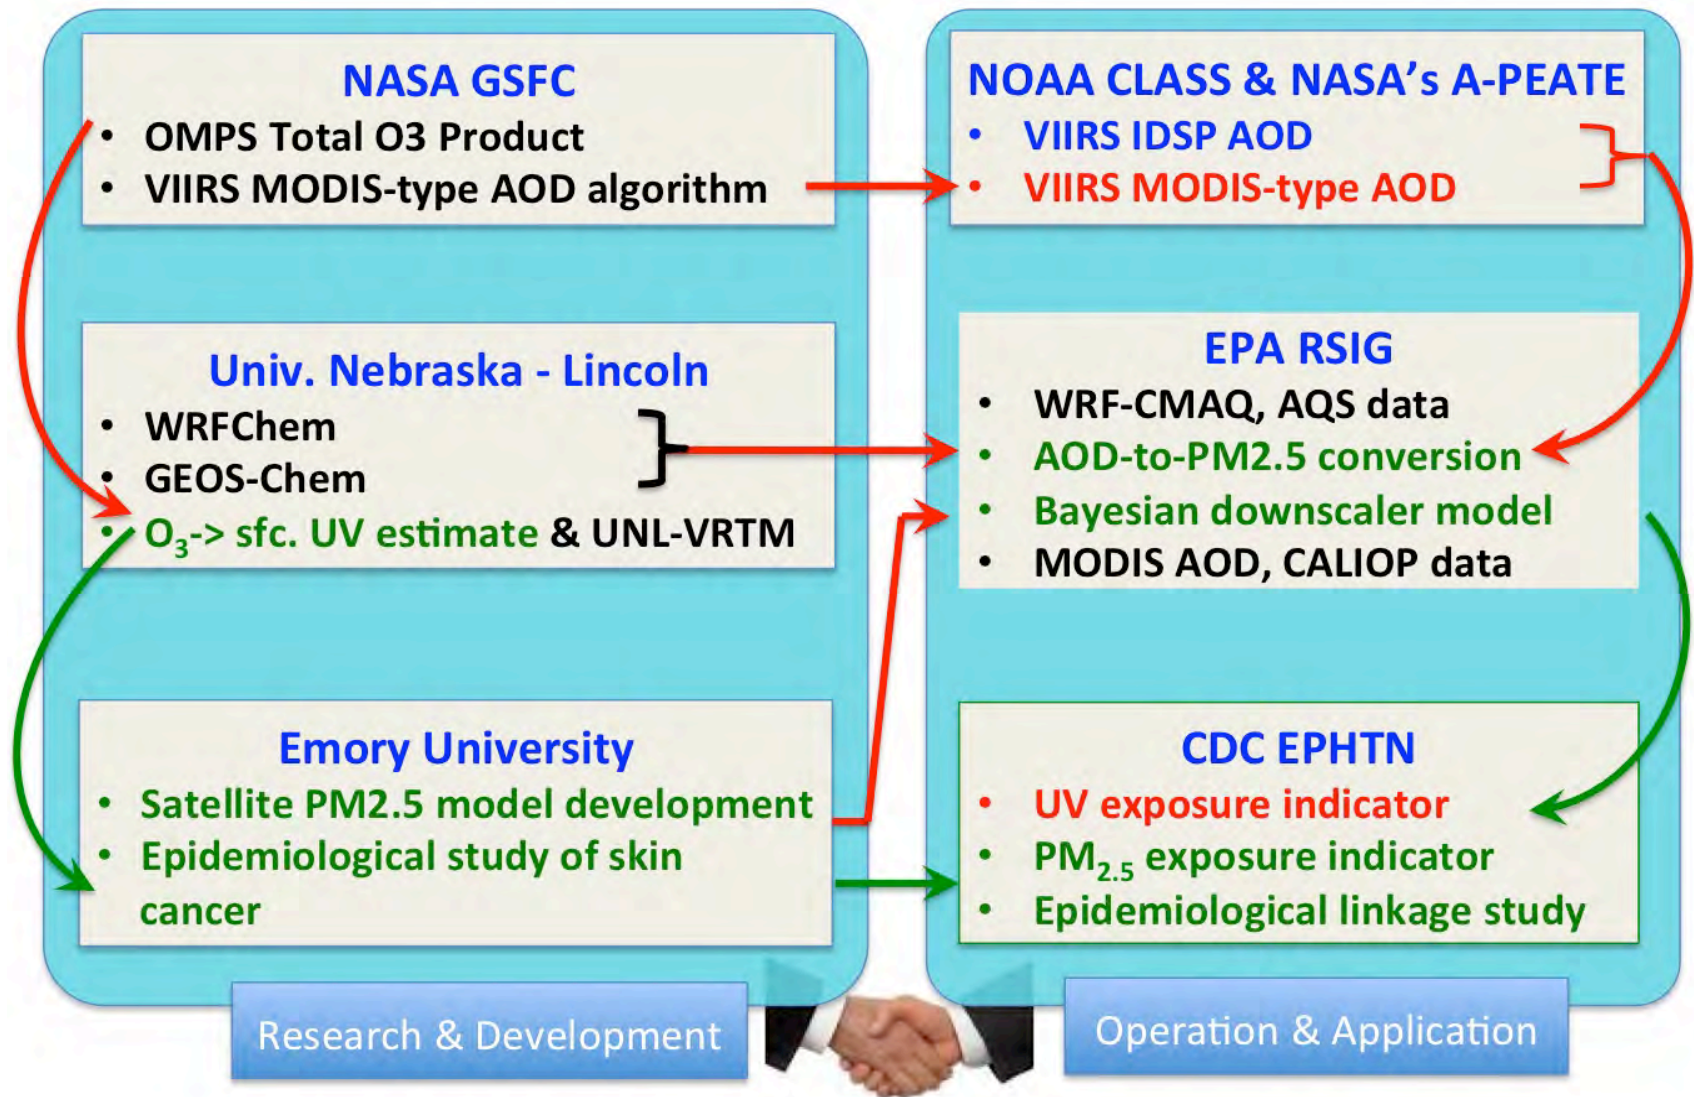 NASA GSFC
• OMPS Total O3 Product
• VIIRS MODIS-type AOD algorithm
Univ. Nebraska - Lincoln
• WRFChem
• GEOS-Chem
• O₃-> sfc. UV estimate & UNL-VRTM
Emory University
• Satellite PM2.5 model development
• Epidemiological study of skin
cancer
Research & Development
NOAA CLASS & NASA’s A-PEATE
• VIIRS IDSP AOD
• VIIRS MODIS-type AOD
EPA RSIG
• WRF-CMAQ, AQS data
• AOD-to-PM2.5 conversion
• Bayesian downscaler model
• MODIS AOD, CALIOP data
CDC EPHTN
• UV exposure indicator
• PM₂.₅ exposure indicator
• Epidemiological linkage study
Operation & Application